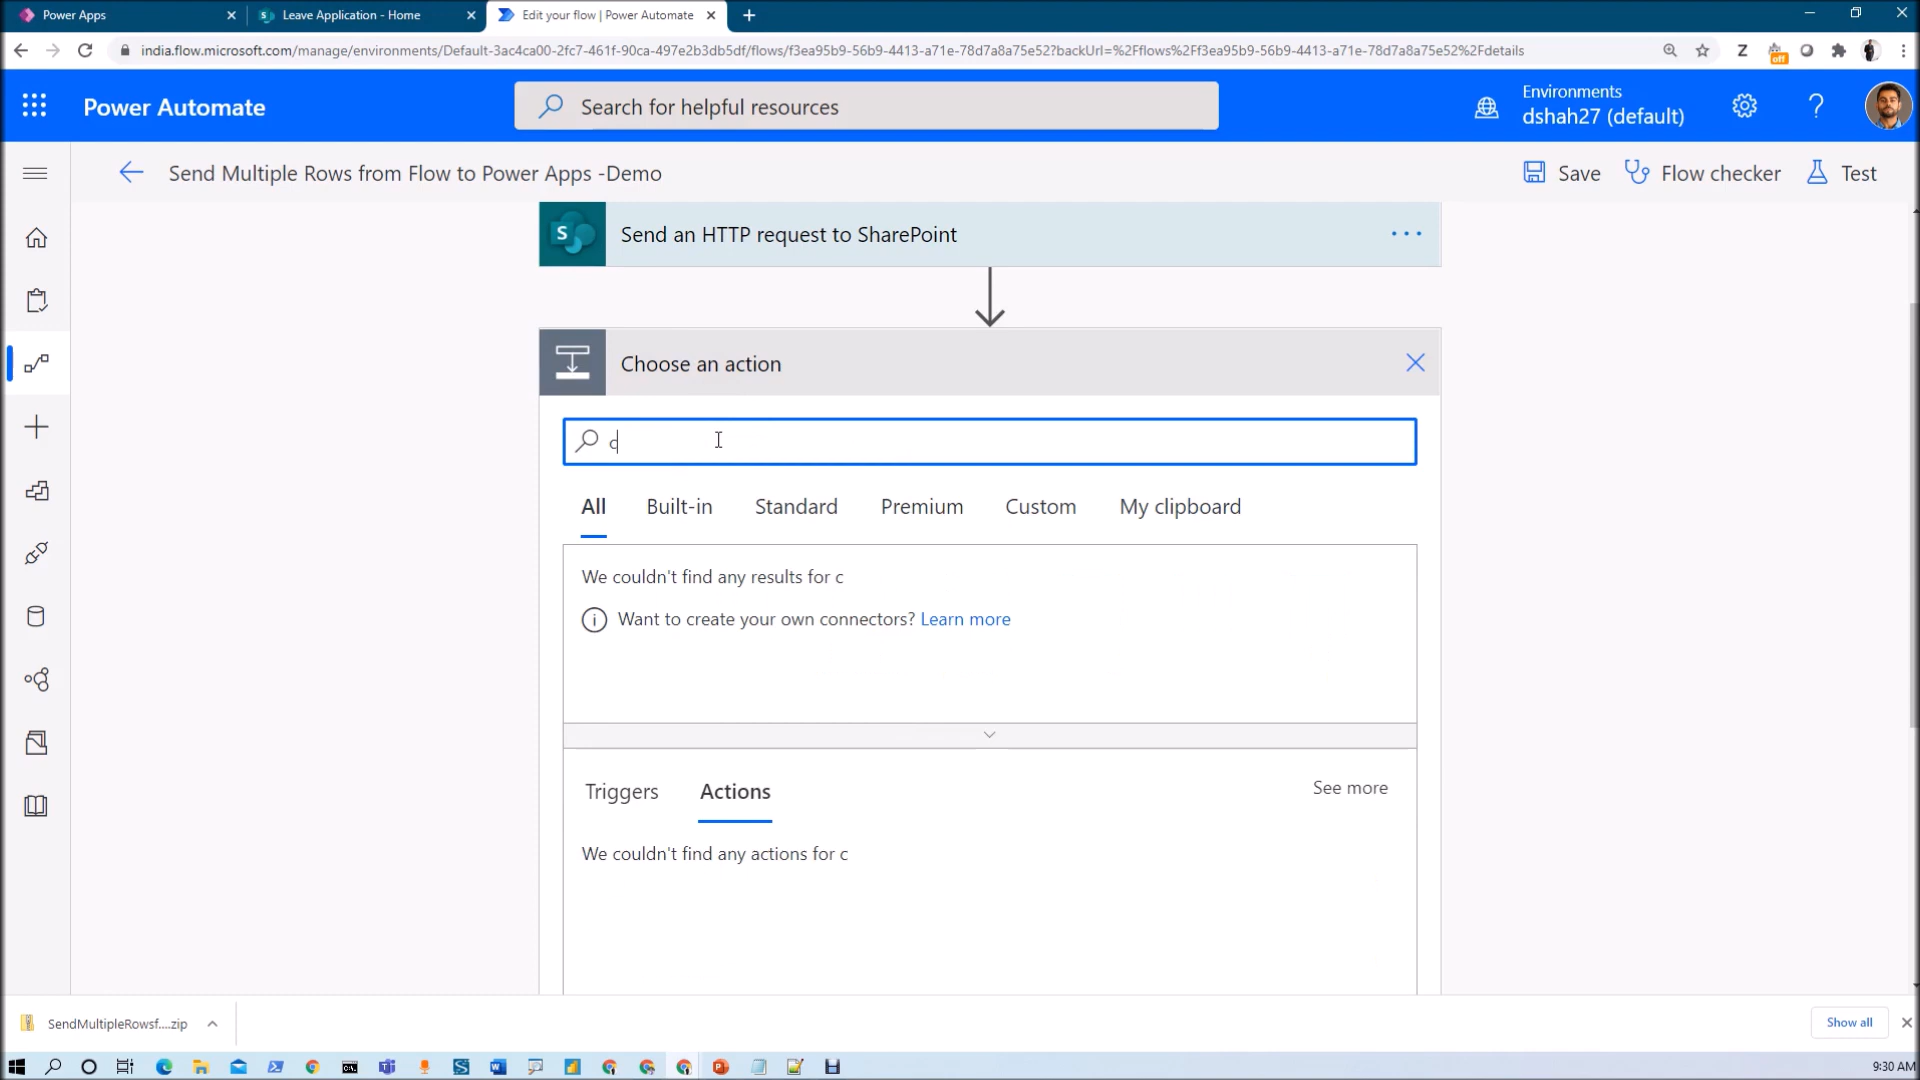 Power Apps
Leave Application - Home
Edit your flow | Power Automate
india.flow.microsoft.com/manage/environments/Default-3ac4ca00-2fc7-461f-90ca-497e2b3db5df/flows/f3ea95b9-56b9-4413-a71e-78d7a8a75e52?backUrl=%2Fflows%2Ff3ea95b9-56b9-4413-a71e-78d7a8a75e52%2Fdetails
Z
off
Power Automate
Search for helpful resources
Environments
dshah27 (default)
Send Multiple Rows from Flow to Power Apps -Demo
Save
Flow checker
Test
Send an HTTP request to SharePoint
Choose an action
c
All
Built-in
Standard
Premium
Custom
My clipboard
We couldn't find any results for c
Want to create your own connectors? Learn more
Triggers
Actions
See more
We couldn't find any actions for c
SendMultipleRowsf....zip
Show all
9:30 AM